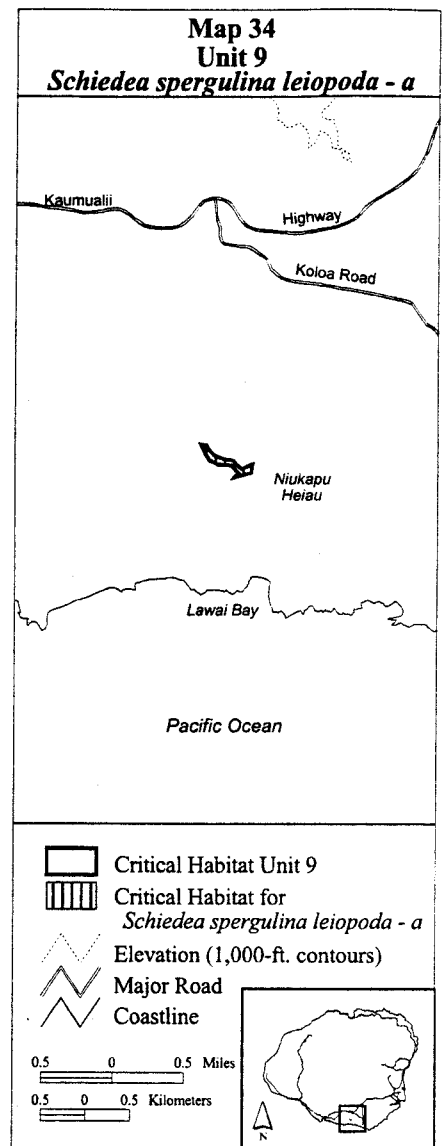 Map 34
Unit 9
Schiedea spergulina leiopoda - a
Kaumualii
Highway
Koloa Road
Niukapu
Heiau
Lawai Bay
Pacific Ocean
Critical Habitat Unit 9
Critical Habitat for
Schiedea spergulina leiopoda - a
Elevation (1,000-ft. contours)
Major Road
Coastline
0.5 0 0.5 Miles
0.5 0 0.5 Kilometers
N